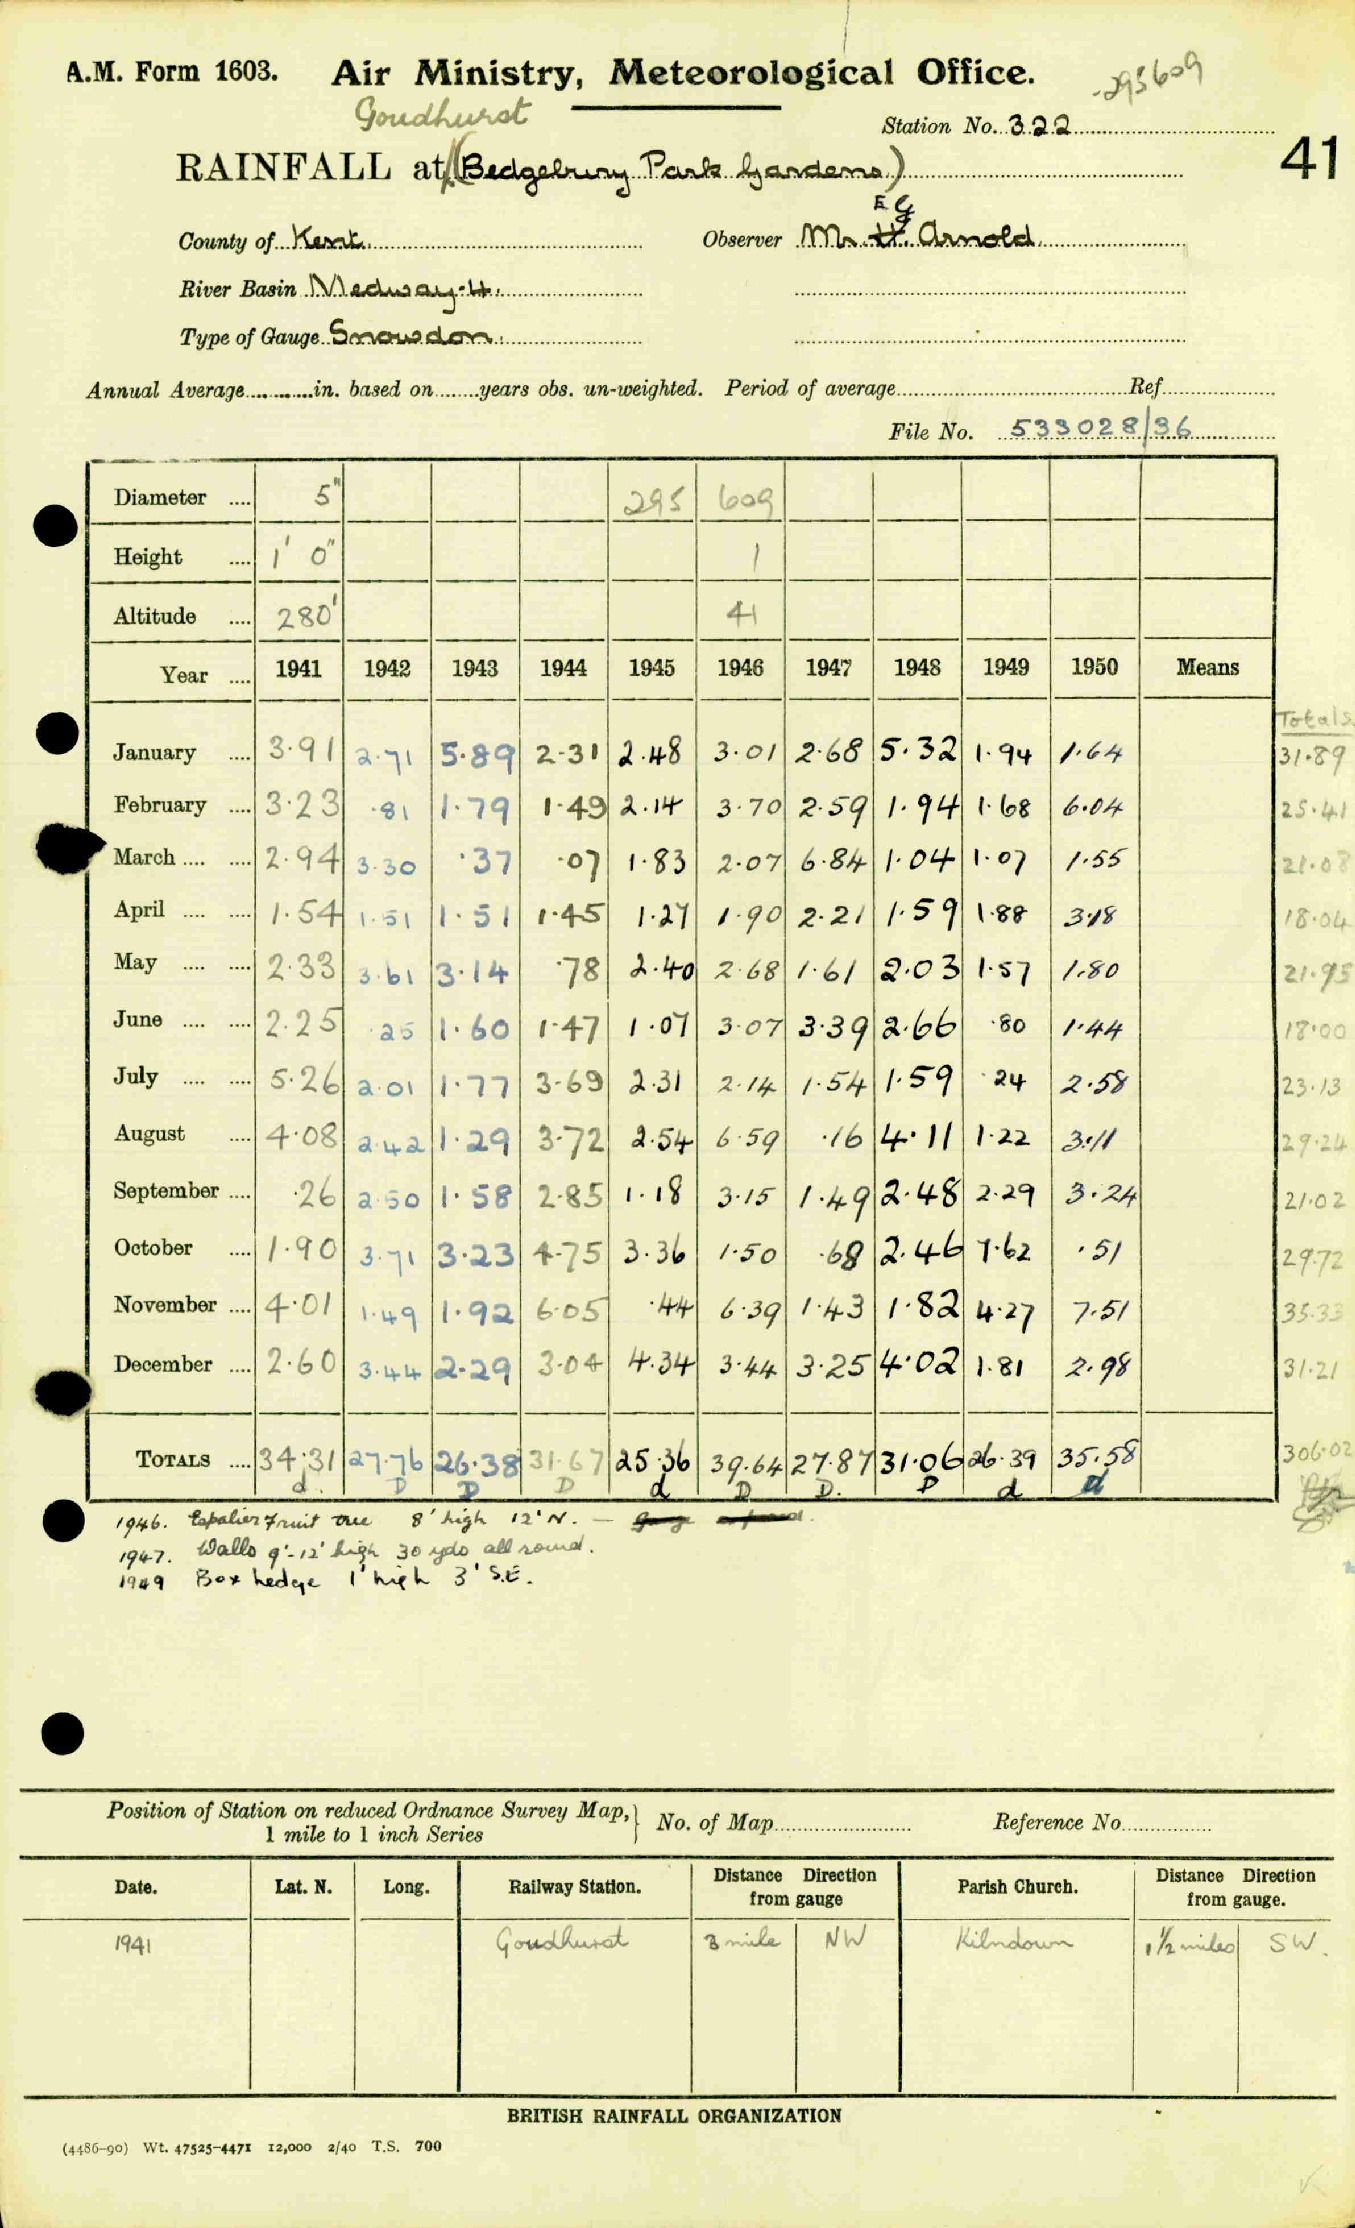 A.M. Form 1603. Air Ministry, Meteorological Office. 295609
Goudhurst
Station No. 322
41
RAINFALL at (Bedgebury Park Gardens)
County of Kent. Observer Mr. E G H. Arnold
River Basin Medway.4.
Type of Gauge Snowdon.
Annual Average............in. based on........years obs. un-weighted. Period of average........................Ref...............
File No. 533028/36
Diameter .... 5" 295 609
Height .... 1' 0" 1
Altitude .... 280' 41
Year .... 1941 1942 1943 1944 1945 1946 1947 1948 1949 1950 Means
Totals
January .... 3.91 2.71 5.89 2.31 2.48 3.01 2.68 5.32 1.94 1.64 31.89
February .... 3.23 .81 1.79 1.49 2.14 3.70 2.59 1.94 1.68 6.04 25.41
March .... .... 2.94 3.30 .37 .07 1.83 2.07 6.84 1.04 1.07 1.55 21.08
April .... .... 1.54 1.51 1.51 1.45 1.27 1.90 2.21 1.59 1.88 3.18 18.04
May .... .... 2.33 3.61 3.14 .78 2.40 2.68 1.61 2.03 1.57 1.80 21.95
June .... .... 2.25 .25 1.60 1.47 1.07 3.07 3.39 2.66 .80 1.44 18.00
July .... .... 5.26 2.01 1.77 3.69 2.31 2.14 1.54 1.59 .24 2.58 23.13
August .... 4.08 2.42 1.29 3.72 2.54 6.59 .16 4.11 1.22 3.11 29.24
September .... .26 2.50 1.58 2.85 1.18 3.15 1.49 2.48 2.29 3.24 21.02
October .... 1.90 3.71 3.23 4.75 3.36 1.50 .68 2.46 7.62 .51 29.72
November .... 4.01 1.49 1.92 6.05 .44 6.39 1.43 1.82 4.27 7.51 35.33
December .... 2.60 3.44 2.29 3.04 4.34 3.44 3.25 4.02 1.81 2.98 31.21
TOTALS .... 34.31 27.76 26.38 31.67 25.36 39.64 27.87 31.06 26.39 35.58 306.02
d. D D D d D D. D d d
1946. Espalier Fruit tree 8' high 12' N. —
1947. Walls 9'-12' high 30 yds all round.
1949 Box hedge 1' high 3' S.E.
Position of Station on reduced Ordnance Survey Map, 1 mile to 1 inch Series } No. of Map........................ Reference No...............
Date. Lat. N. Long. Railway Station. Distance Direction from gauge Parish Church. Distance Direction from gauge.
1941 Goudhurst 3 mile NW Kilndown 1 1/2 miles SW.
BRITISH RAINFALL ORGANIZATION
(4486-90) Wt. 47525-4471 12,000 2/40 T.S. 700